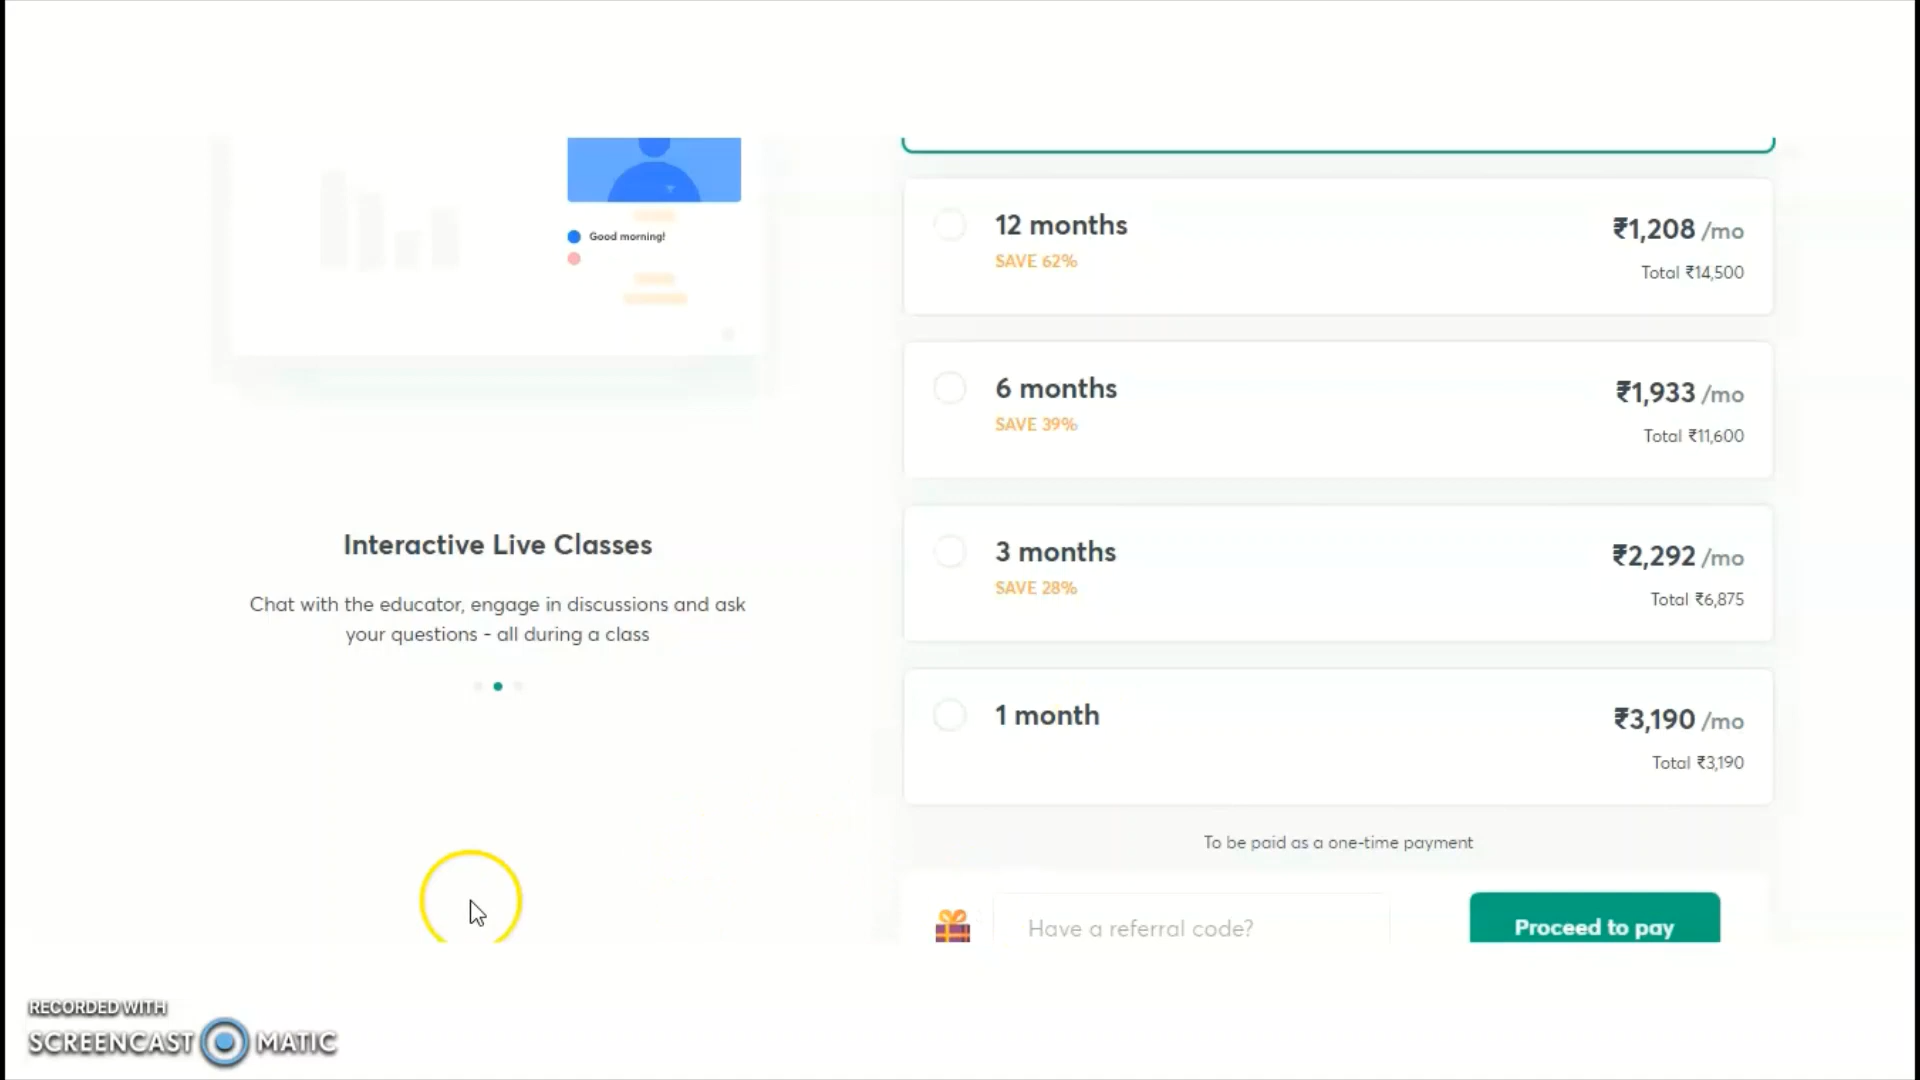 Good morning!
Interactive Live Classes
Chat with the educator, engage in discussions and ask
your questions - all during a class
12 months
SAVE 62%
₹1,208 /mo
Total ₹14,500
6 months
SAVE 39%
₹1,933 /mo
Total ₹11,600
3 months
SAVE 28%
₹2,292 /mo
Total ₹6,875
1 month
₹3,190 /mo
Total ₹3,190
To be paid as a one-time payment
Have a referral code?
Proceed to pay
RECORDED WITH
SCREENCAST MATIC